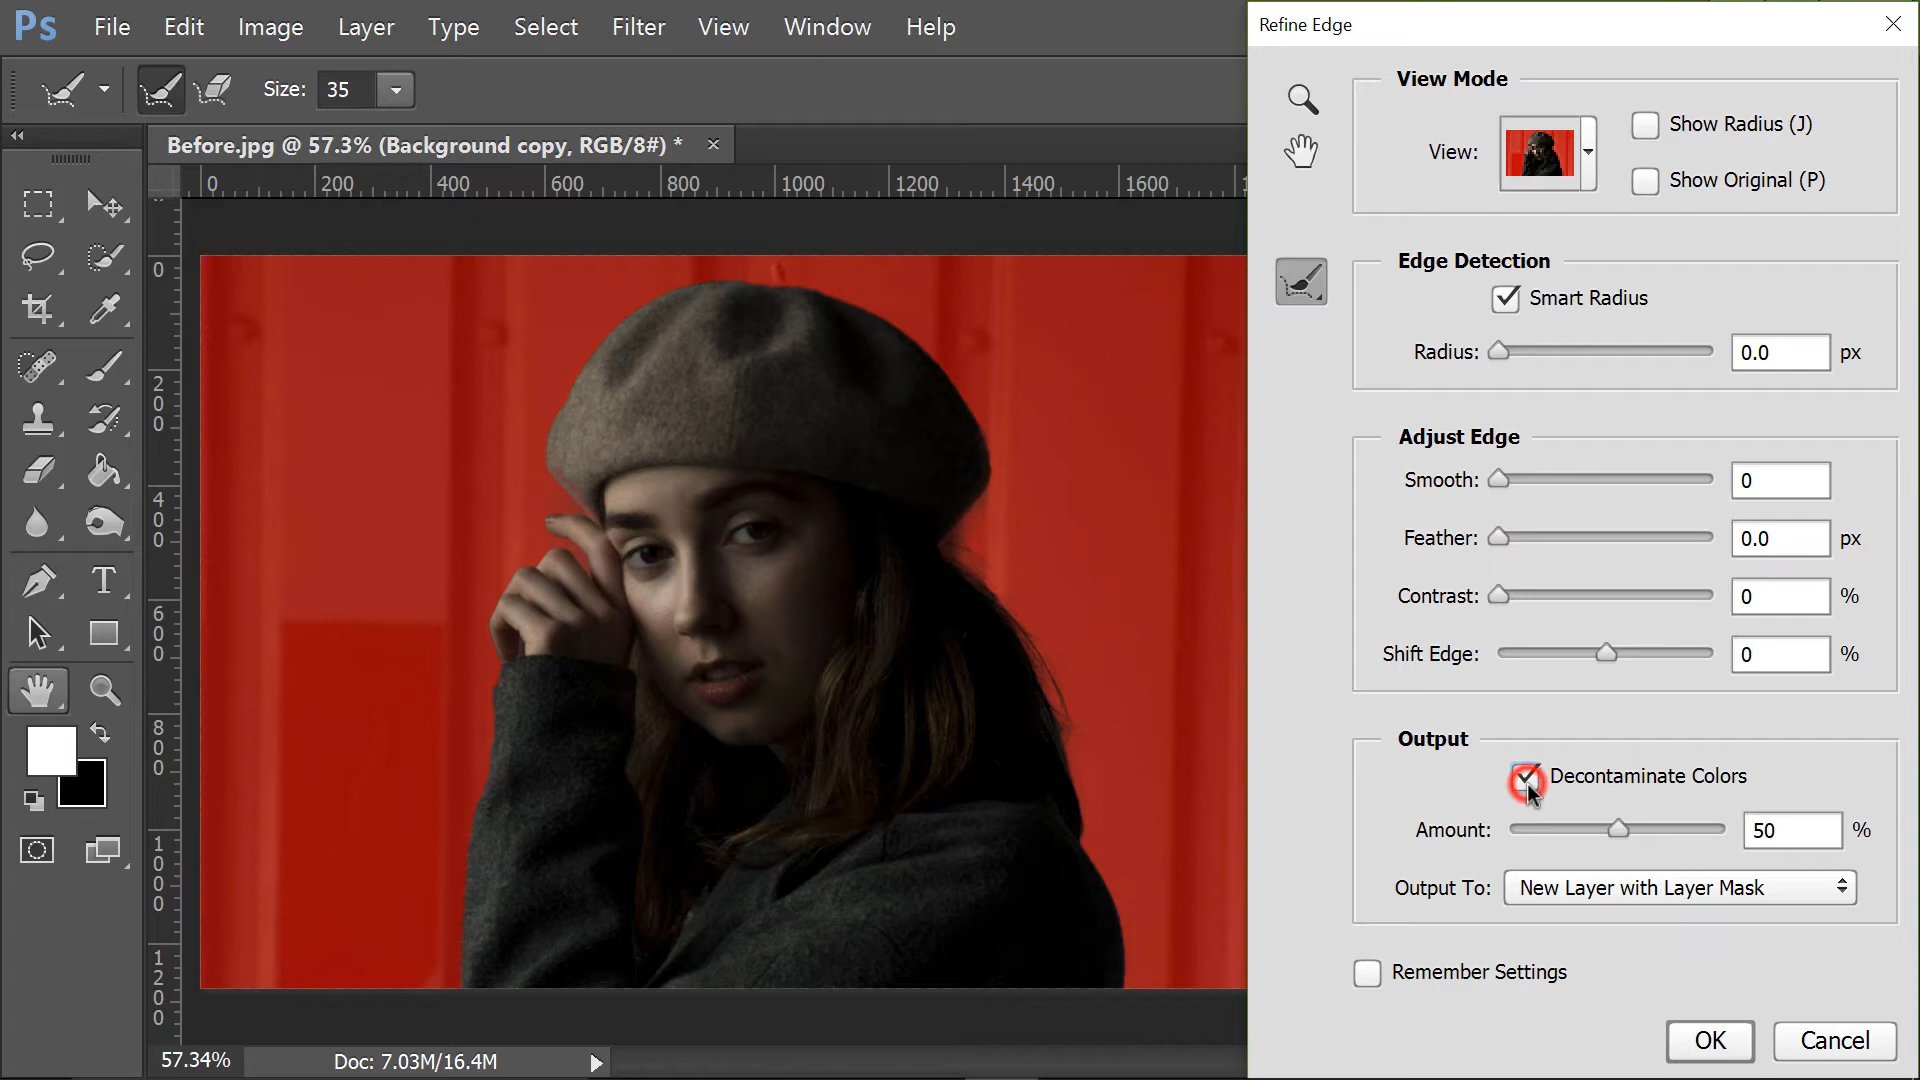 Ps File Edit Image Layer Type Select Filter View Window Help
Size: 35
Before.jpg @ 57.3% (Background copy, RGB/8#) *
0 200 400 600 800 1000 1200 1400 1600 1
0
200
400
600
800
1000
1200
57.34% Doc: 7.03M/16.4M
Refine Edge
View Mode
View:
Show Radius (J)
Show Original (P)
Edge Detection
Smart Radius
Radius: 0.0 px
Adjust Edge
Smooth: 0
Feather: 0.0 px
Contrast: 0 %
Shift Edge: 0 %
Output
Decontaminate Colors
Amount: 50 %
Output To: New Layer with Layer Mask
Remember Settings
OK Cancel